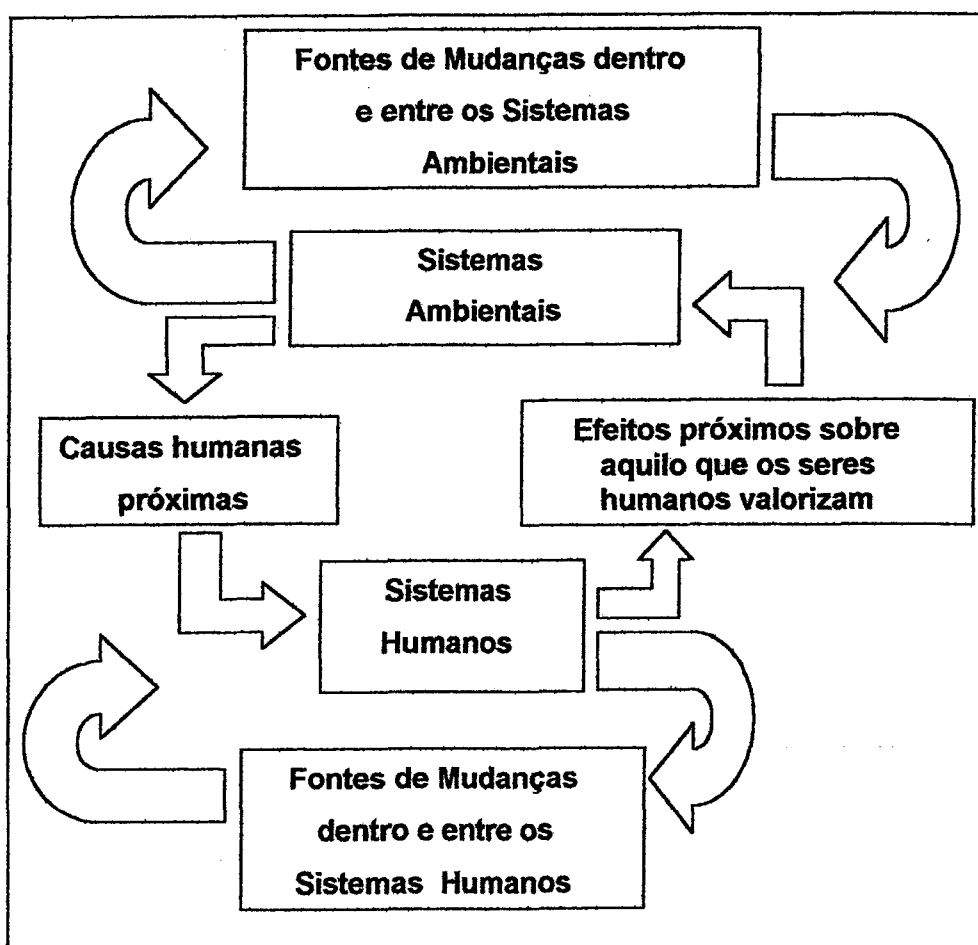 Fontes de Mudanças dentro
e entre os Sistemas
Ambientais
Sistemas
Ambientais
Causas humanas
próximas
Efeitos próximos sobre
aquilo que os seres
humanos valorizam
Sistemas
Humanos
Fontes de Mudanças
dentro e entre os
Sistemas Humanos